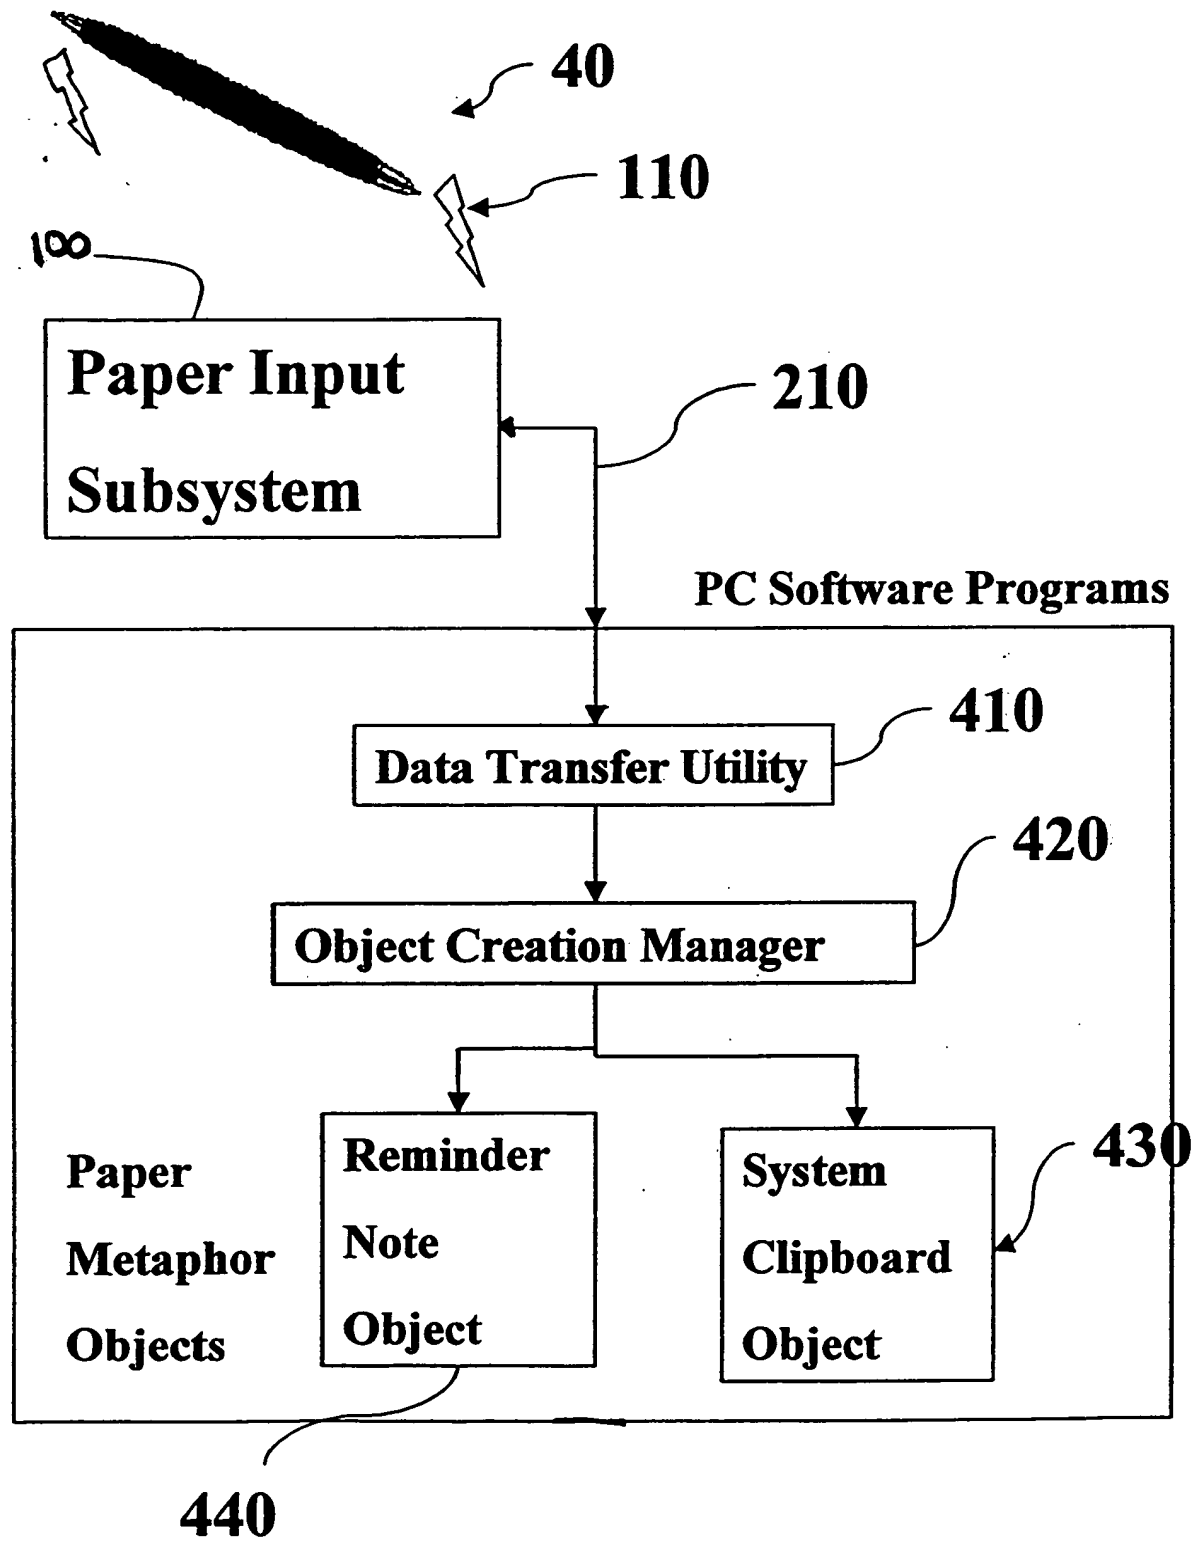 40
110
18
Paper Input
Subsystem
210
PC Software Programs
410
Data Transfer Utility
420
Object Creation Manager
Paper
Metaphor
Objects
Reminder
Note
Object
System
Clipboard
Object
430
440